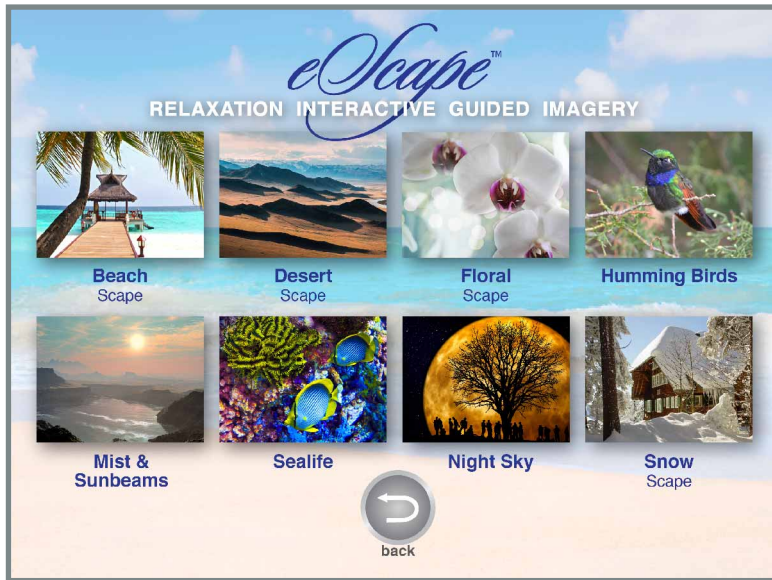 eScape™
RELAXATION INTERACTIVE GUIDED IMAGERY
Beach
Scape
Desert
Scape
Floral
Scape
Humming Birds
Mist &
Sunbeams
Sealife
Night Sky
Snow
Scape
back